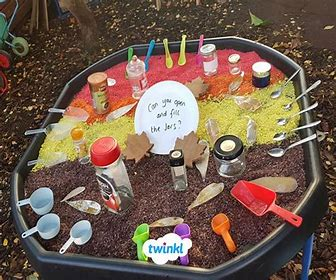 Can you open
and fill
the Jars?
twinkl